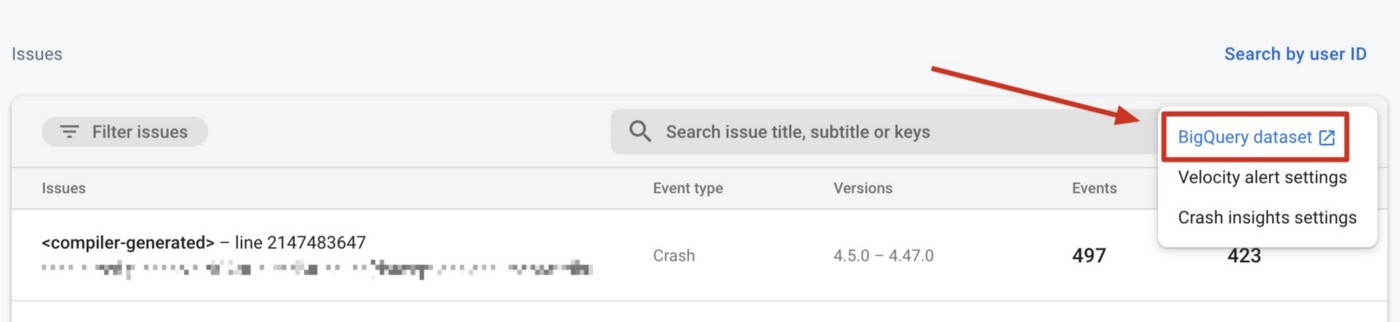 Issues
Search by user ID
Filter issues
Search issue title, subtitle or keys
BigQuery dataset
Velocity alert settings
Crash insights settings
Issues Event type Versions Events
<compiler-generated> – line 2147483647
Crash 4.5.0 – 4.47.0 497 423